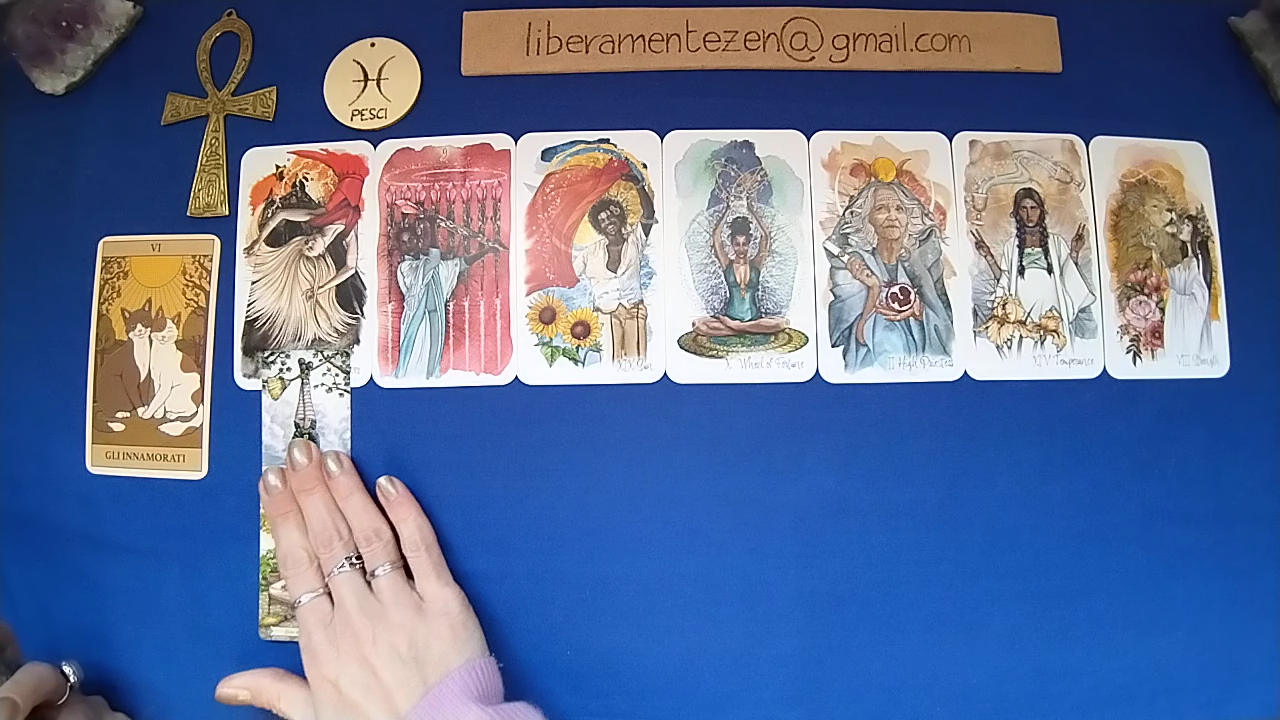 liberamentezen@gmail.com
PESCI
VI
GLI INNAMORATI
9
XIX Sun
X Wheel of Fortune
II High Priestess
XIV Temperance
VIII Strength